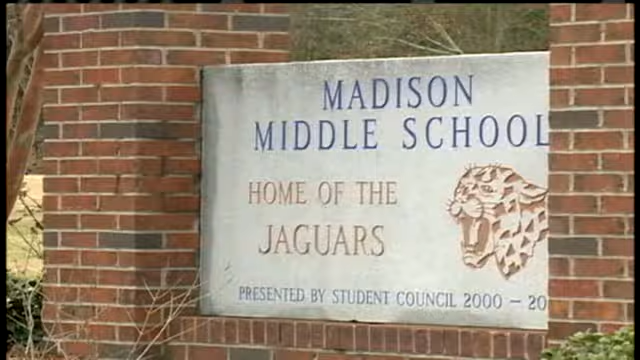 MADISON
MIDDLE SCHOOL
HOME OF THE
JAGUARS
PRESENTED BY STUDENT COUNCIL 2000 – 20